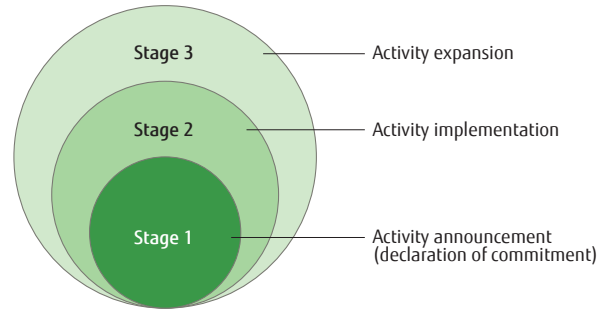 Stage 3
Activity expansion
Stage 2
Activity implementation
Stage 1
Activity announcement
(declaration of commitment)